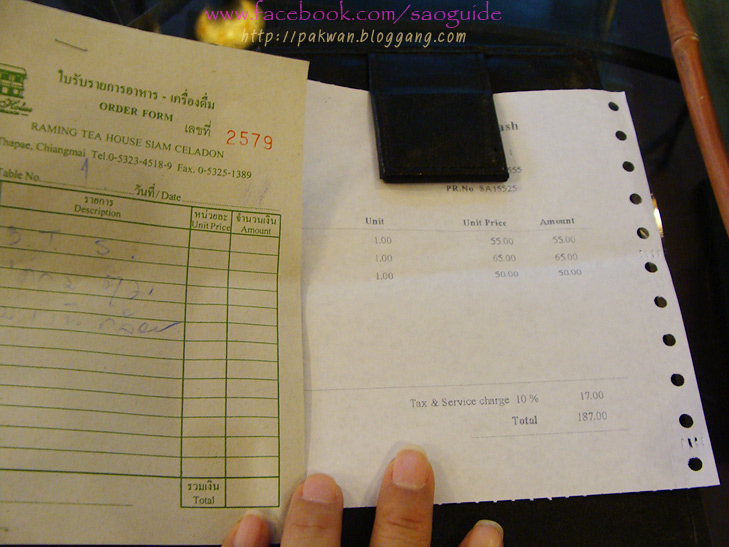 www.facebook.com/saoguide
http://pakwan.bloggang.com
ใบรับรายการอาหาร - เครื่องดื่ม
ORDER FORM
เลขที่ 2579
RAMING TEA HOUSE SIAM CELADON
Thapae, Chiangmai Tel.0-5323-4518-9 Fax. 0-5325-1389
Table No. 1 วันที่ / Date
รายการ หน่วยละ จำนวนเงิน
Description Unit Price Amount
รวมเงิน
Total
PR.No SA15525
Unit Unit Price Amount
1.00 55.00 55.00
1.00 65.00 65.00
1.00 50.00 50.00
Tax & Service charge 10 % 17.00
Total 187.00